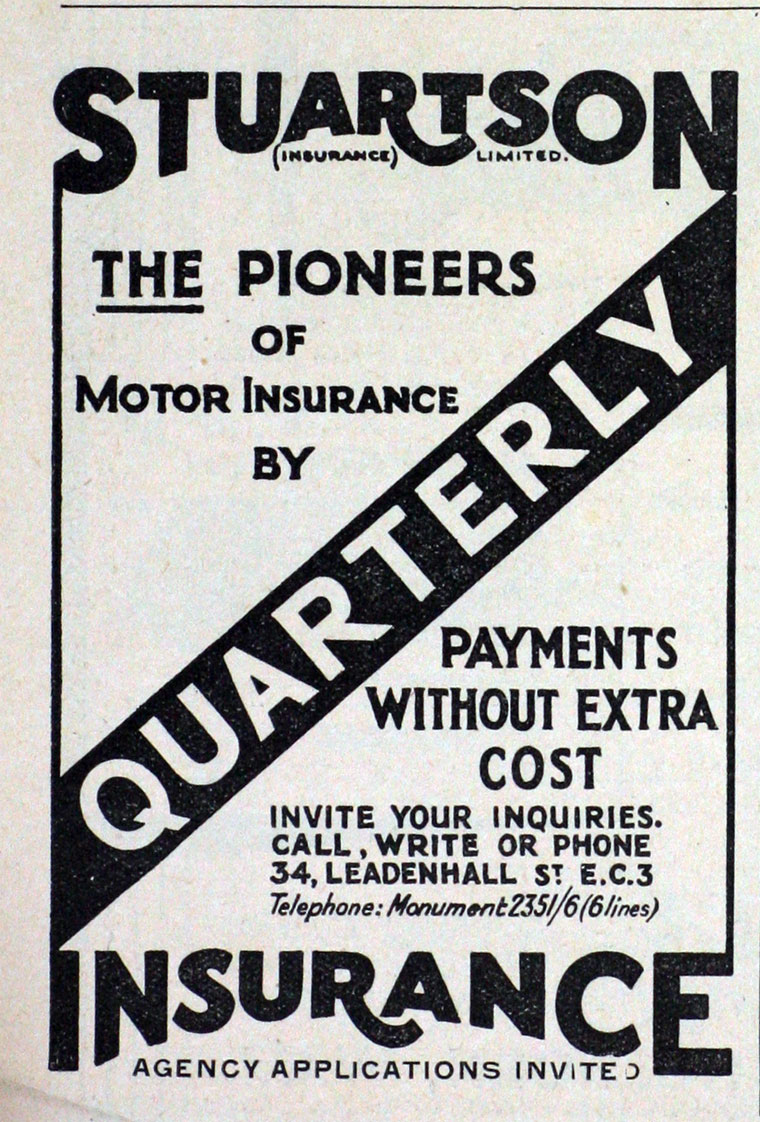 STUARTSON
(INSURANCE) LIMITED.
THE PIONEERS
OF
MOTOR INSURANCE
BY
QUARTERLY
PAYMENTS
WITHOUT EXTRA
COST
INVITE YOUR INQUIRIES.
CALL, WRITE OR PHONE
34, LEADENHALL ST E.C.3
Telephone: Monument 2351/6 (6 lines)
INSURANCE
AGENCY APPLICATIONS INVITED